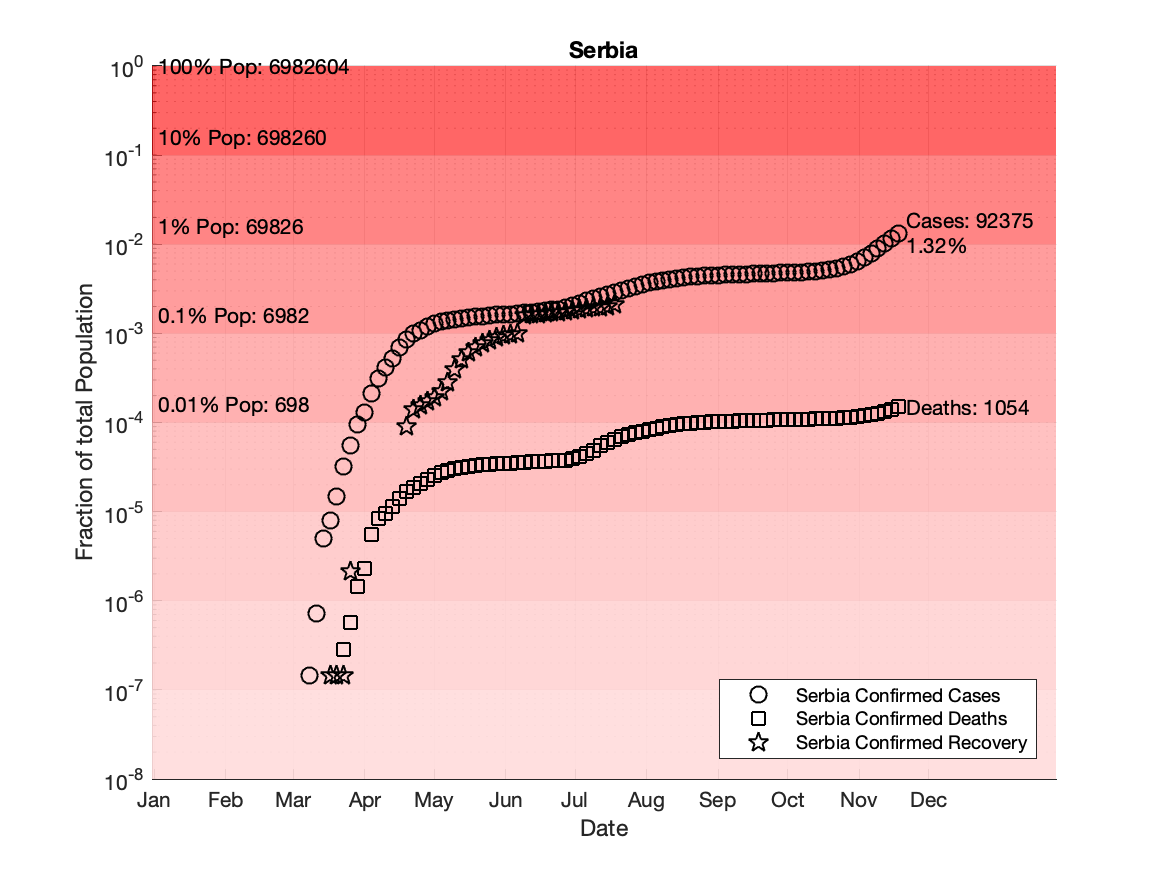 Serbia
10^0
100% Pop: 6982604
10% Pop: 698260
10^-1
1% Pop: 69826
Cases: 92375
1.32%
10^-2
0.1% Pop: 6982
10^-3
0.01% Pop: 698
Deaths: 1054
10^-4
10^-5
10^-6
10^-7
10^-8
Fraction of total Population
Serbia Confirmed Cases
Serbia Confirmed Deaths
Serbia Confirmed Recovery
Jan Feb Mar Apr May Jun Jul Aug Sep Oct Nov Dec
Date